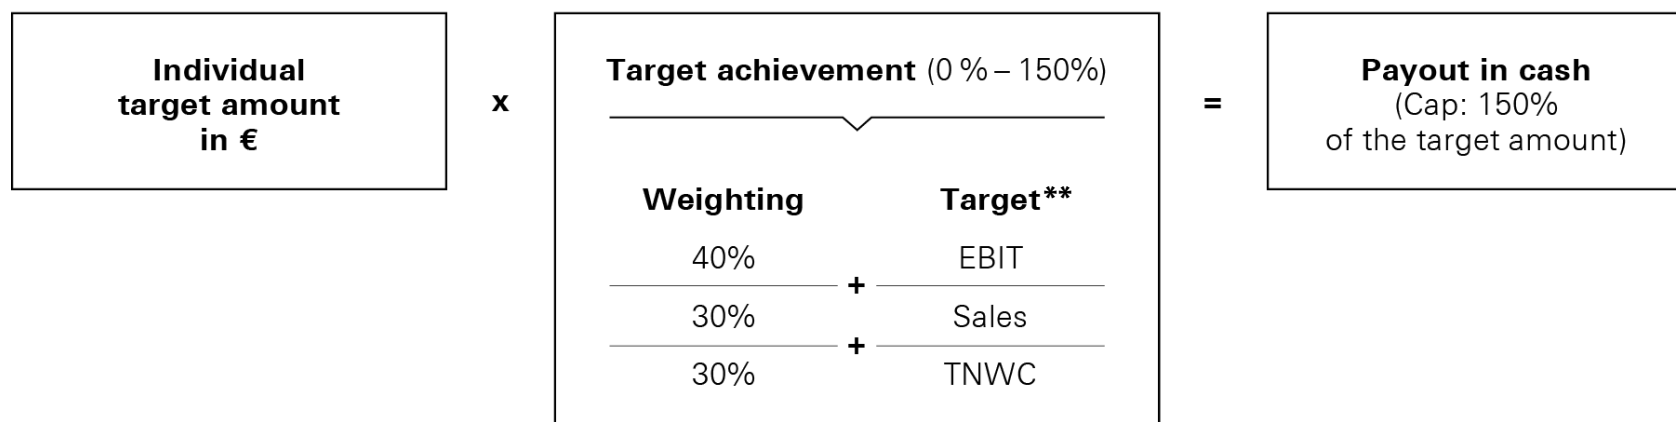 Individual
target amount
in €
x
Target achievement (0 % – 150%)
Weighting Target**
40% EBIT
+
30% Sales
+
30% TNWC
=
Payout in cash
(Cap: 150%
of the target amount)